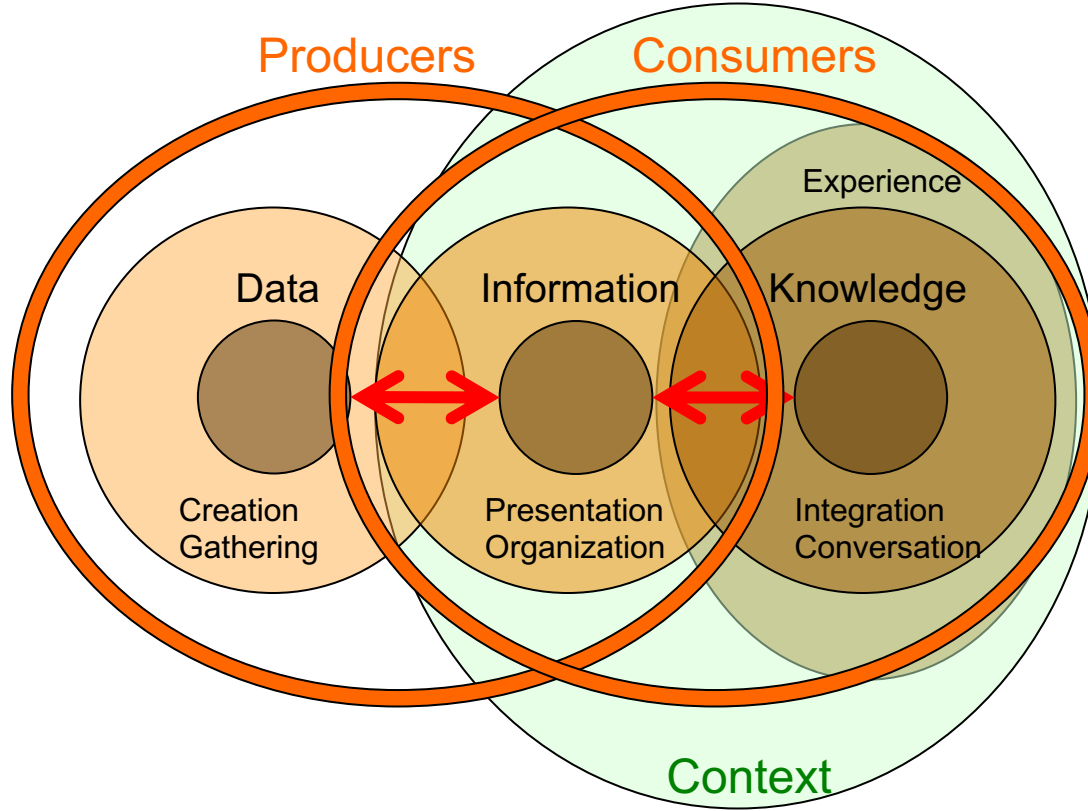 Producers
Consumers
Experience
Data
Information
Knowledge
Creation
Gathering
Presentation
Organization
Integration
Conversation
Context